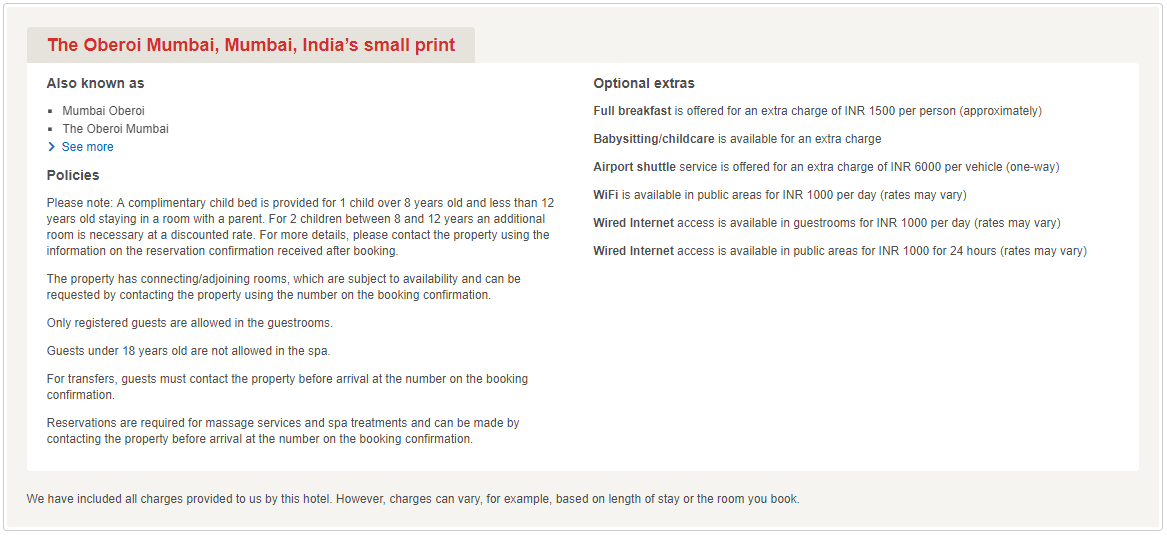 The Oberoi Mumbai, Mumbai, India’s small print
Also known as
Mumbai Oberoi
The Oberoi Mumbai
See more
Policies
Please note: A complimentary child bed is provided for 1 child over 8 years old and less than 12
years old staying in a room with a parent. For 2 children between 8 and 12 years an additional
room is necessary at a discounted rate. For more details, please contact the property using the
information on the reservation confirmation received after booking.
The property has connecting/adjoining rooms, which are subject to availability and can be
requested by contacting the property using the number on the booking confirmation.
Only registered guests are allowed in the guestrooms.
Guests under 18 years old are not allowed in the spa.
For transfers, guests must contact the property before arrival at the number on the booking
confirmation.
Reservations are required for massage services and spa treatments and can be made by
contacting the property before arrival at the number on the booking confirmation.
Optional extras
Full breakfast is offered for an extra charge of INR 1500 per person (approximately)
Babysitting/childcare is available for an extra charge
Airport shuttle service is offered for an extra charge of INR 6000 per vehicle (one-way)
WiFi is available in public areas for INR 1000 per day (rates may vary)
Wired Internet access is available in guestrooms for INR 1000 per day (rates may vary)
Wired Internet access is available in public areas for INR 1000 for 24 hours (rates may vary)
We have included all charges provided to us by this hotel. However, charges can vary, for example, based on length of stay or the room you book.